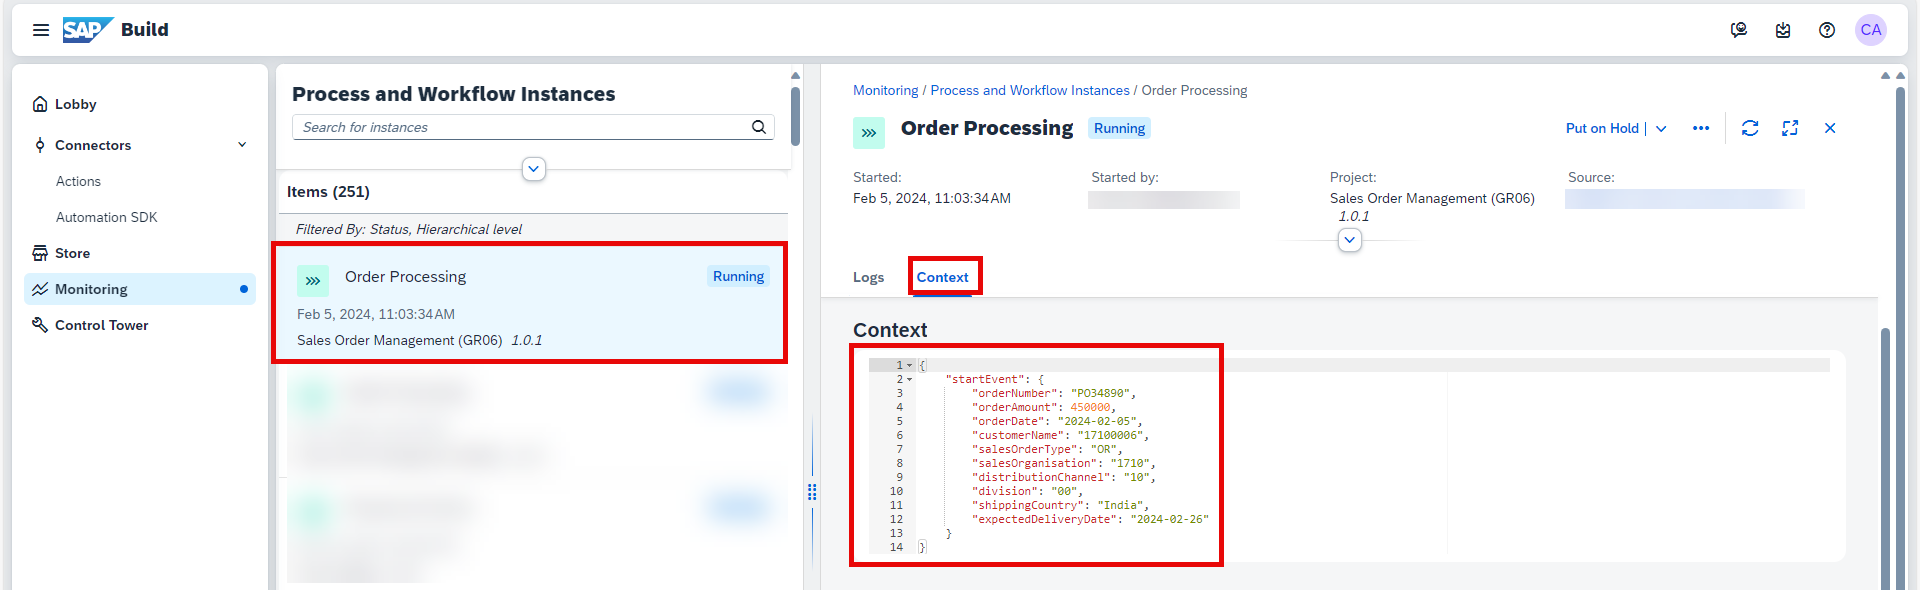 SAP Build
CA
Lobby
Connectors
Actions
Automation SDK
Store
Monitoring
Control Tower
Process and Workflow Instances
Search for instances
Items (251)
Filtered By: Status, Hierarchical level
Order Processing Running
Feb 5, 2024, 11:03:34 AM
Sales Order Management (GR06) 1.0.1
Monitoring / Process and Workflow Instances / Order Processing
Order Processing Running
Put on Hold
Started: Started by: Project: Source:
Feb 5, 2024, 11:03:34 AM Sales Order Management (GR06)
1.0.1
Logs Context
Context
1 {
2 "startEvent": {
3 "orderNumber": "PO34890",
4 "orderAmount": 450000,
5 "orderDate": "2024-02-05",
6 "customerName": "17100006",
7 "salesOrderType": "OR",
8 "salesOrganisation": "1710",
9 "distributionChannel": "10",
10 "division": "00",
11 "shippingCountry": "India",
12 "expectedDeliveryDate": "2024-02-26"
13 }
14 }